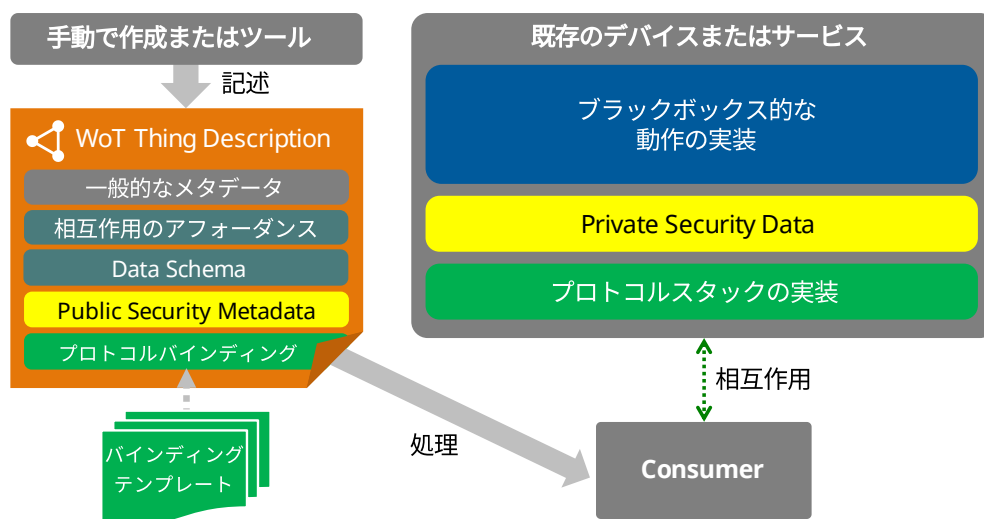 手動で作成またはツール
記述
WoT Thing Description
一般的なメタデータ
相互作用のアフォーダンス
Data Schema
Public Security Metadata
プロトコルバインディング
バインディング
テンプレート
処理
既存のデバイスまたはサービス
ブラックボックス的な
動作の実装
Private Security Data
プロトコルスタックの実装
相互作用
Consumer